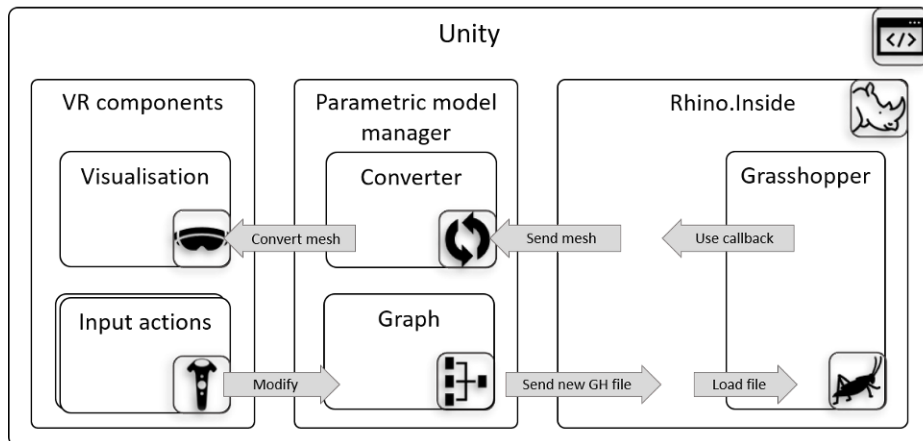 Unity
</>
VR components
Parametric model
manager
Rhino.Inside
Visualisation
Converter
Grasshopper
Convert mesh
Send mesh
Use callback
Input actions
Graph
Modify
Send new GH file
Load file